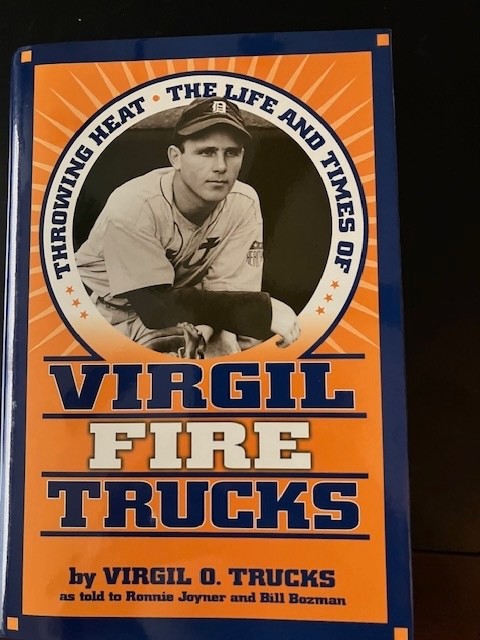 THROWING HEAT • THE LIFE AND TIMES OF
D
VIRGIL
FIRE
TRUCKS
by VIRGIL O. TRUCKS
as told to Ronnie Joyner and Bill Bozman